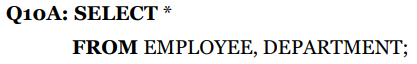 Q10A: SELECT *
FROM EMPLOYEE, DEPARTMENT;